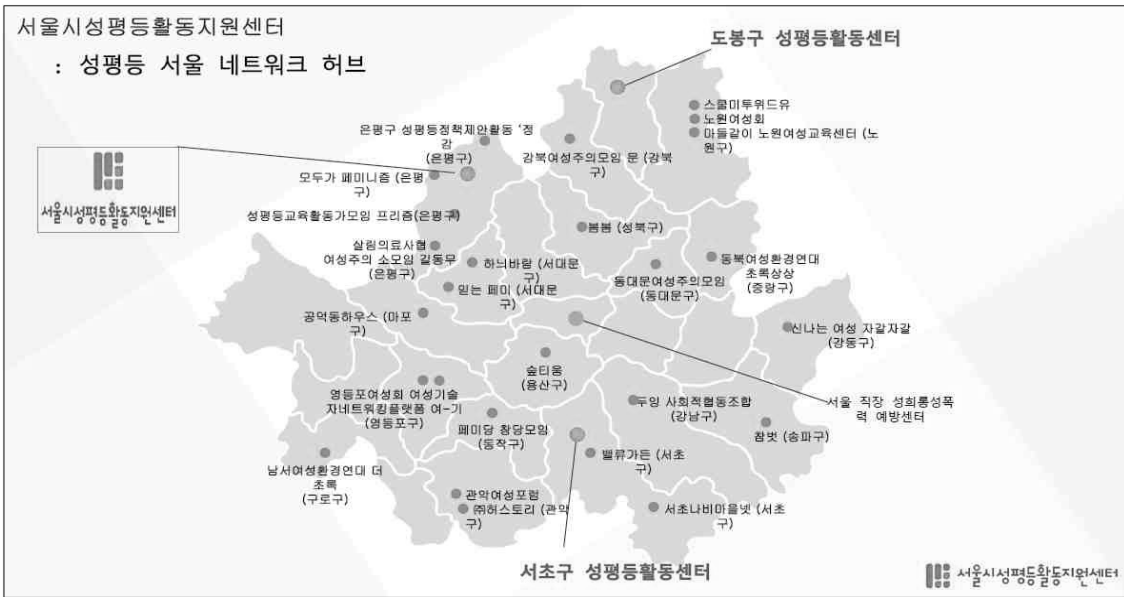 서울시성평등활동지원센터
: 성평등 서울 네트워크 허브
도봉구 성평등활동센터
스쿨미투위드유
노원여성회
마들같이 노원여성교육센터 (노
원구)
은평구 성평등정책제안활동 '정
감
(은평구)
강북여성주의모임 문 (강북
구)
서울시성평등활동지원센터
모두가 페미니즘 (은평
구)
성평등교육활동가모임 프리즘(은평구)
봄봄 (성북구)
살림의료사협
여성주의 소모임 길동무
(은평구)
하늬바람 (서대문
구)
동대문여성주의모임
(동대문구)
동북여성환경연대
초록상상
(중랑구)
믿는 페미 (서대문
구)
공덕동하우스 (마포
구)
신나는 여성 자갈자갈
(강동구)
숲티움
(용산구)
영등포여성회 여성기술
자네트워킹플랫폼 여-기
(영등포구)
두잉 사회적협동조합
(강남구)
서울 직장 성희롱성폭
력 예방센터
페미당 창당모임
(동작구)
참벗 (송파구)
남서여성환경연대 더
초록
(구로구)
밸류가든 (서초
구)
관악여성포럼
㈜허스토리 (관악
구)
서초나비마을넷 (서초
구)
서초구 성평등활동센터
서울시성평등활동지원센터